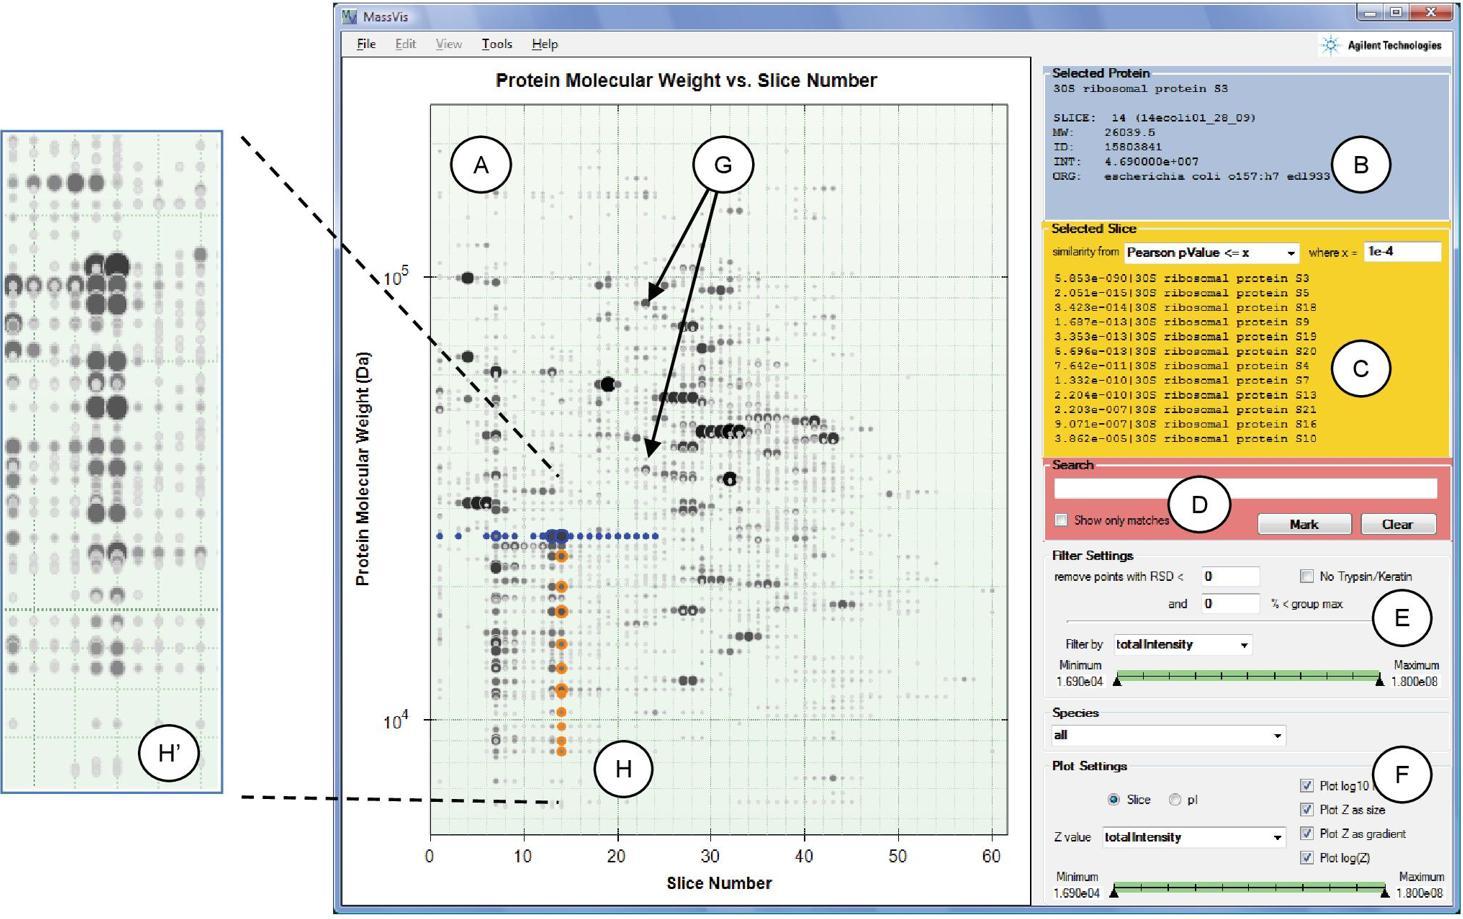 MassVis
File Edit View Tools Help
Agilent Technologies
Protein Molecular Weight vs. Slice Number
A
G
H
H’
Protein Molecular Weight (Da)
10^5
10^4
0 10 20 30 40 50 60
Slice Number
Selected Protein
30S ribosomal protein S3
SLICE: 14 (14ecoli01_28_09)
MW: 26039.5
ID: 15803841
INT: 4.690000e+007
ORG: escherichia coli o157:h7 edl933
B
Selected Slice
similarity from Pearson pValue <= x where x = 1e-4
5.853e-090|30S ribosomal protein S3
2.051e-015|30S ribosomal protein S5
3.423e-014|30S ribosomal protein S18
1.687e-013|30S ribosomal protein S9
3.353e-013|30S ribosomal protein S19
6.696e-013|30S ribosomal protein S20
7.642e-011|30S ribosomal protein S4
1.332e-010|30S ribosomal protein S7
2.204e-010|30S ribosomal protein S13
2.203e-007|30S ribosomal protein S21
9.071e-007|30S ribosomal protein S16
3.862e-005|30S ribosomal protein S10
C
Search
D
Show only matches
Mark Clear
Filter Settings
remove points with RSD < 0 No Trypsin/Keratin
and 0 % < group max
E
Filter by totalIntensity
Minimum Maximum
1.690e04 1.800e08
Species
all
Plot Settings
F
Slice pI
Plot log10
Plot Z as size
Z value totalIntensity
Plot Z as gradient
Plot log(Z)
Minimum Maximum
1.690e04 1.800e08